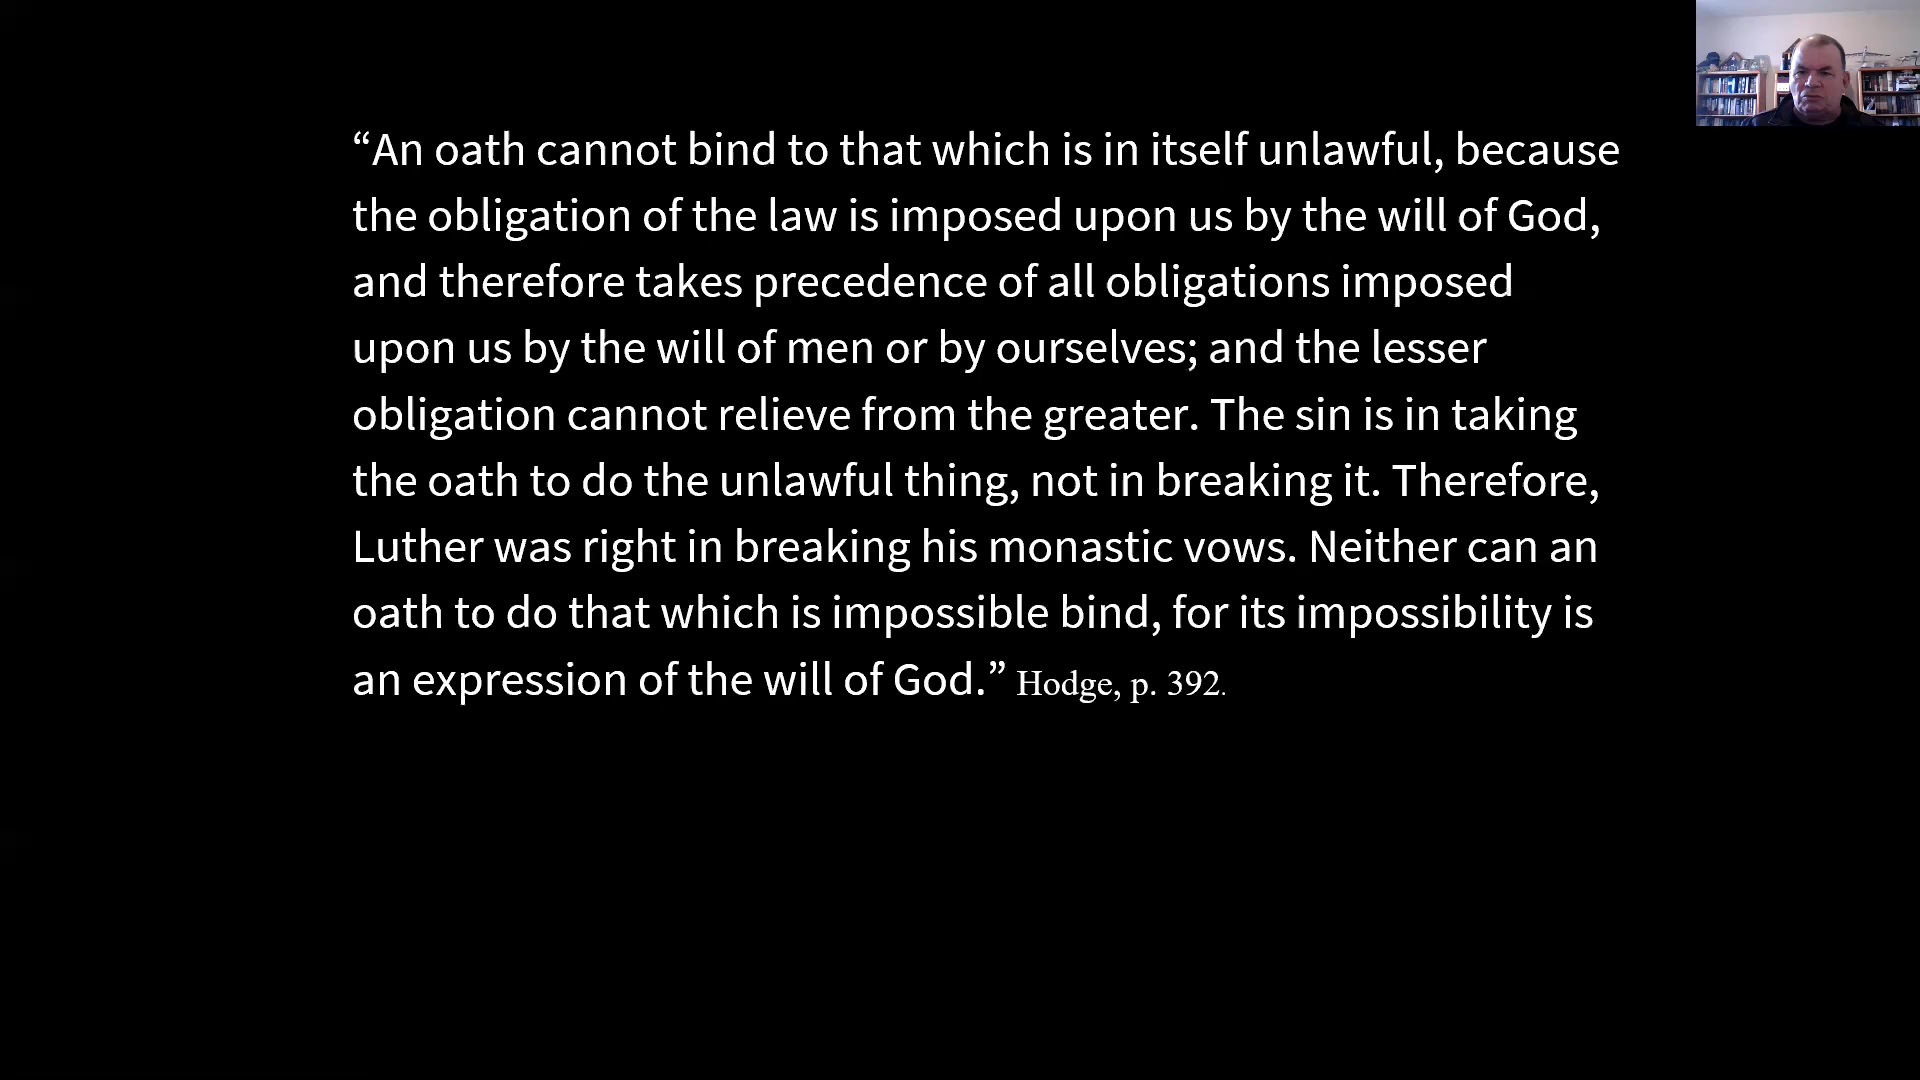 “An oath cannot bind to that which is in itself unlawful, because
the obligation of the law is imposed upon us by the will of God,
and therefore takes precedence of all obligations imposed
upon us by the will of men or by ourselves; and the lesser
obligation cannot relieve from the greater. The sin is in taking
the oath to do the unlawful thing, not in breaking it. Therefore,
Luther was right in breaking his monastic vows. Neither can an
oath to do that which is impossible bind, for its impossibility is
an expression of the will of God.” Hodge, p. 392.